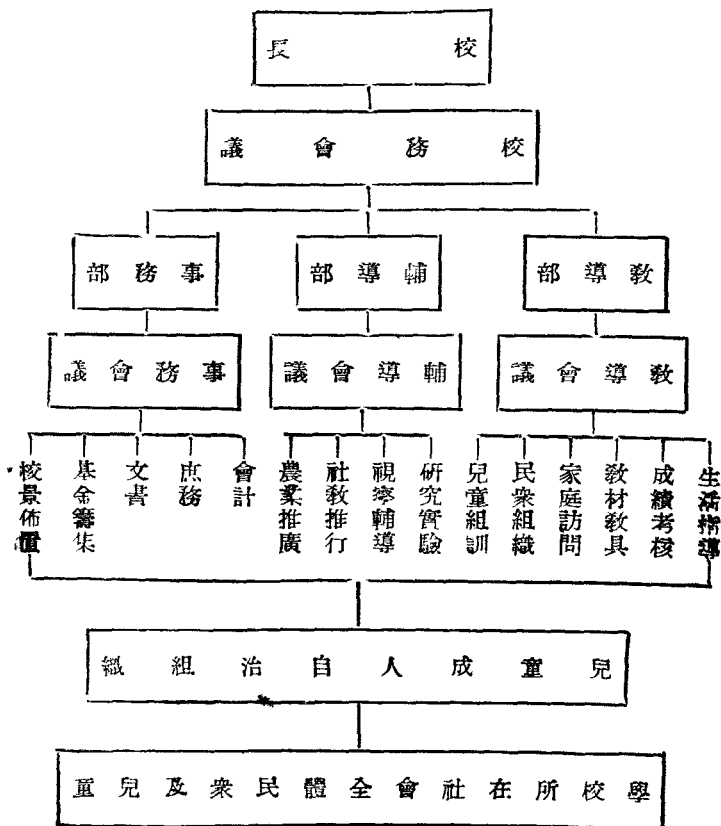 校長
校務會議
教導部
輔導部
事務部
教導會議
輔導會議
事務會議
生活指導
成績考核
教材教具
家庭訪問
民衆組織
兒童組訓
研究實驗
視察輔導
社教推行
農業推廣
會計
庶務
文書
基金籌集
校景佈置
兒童成人自治組織
學校所在社會全體民衆及兒童